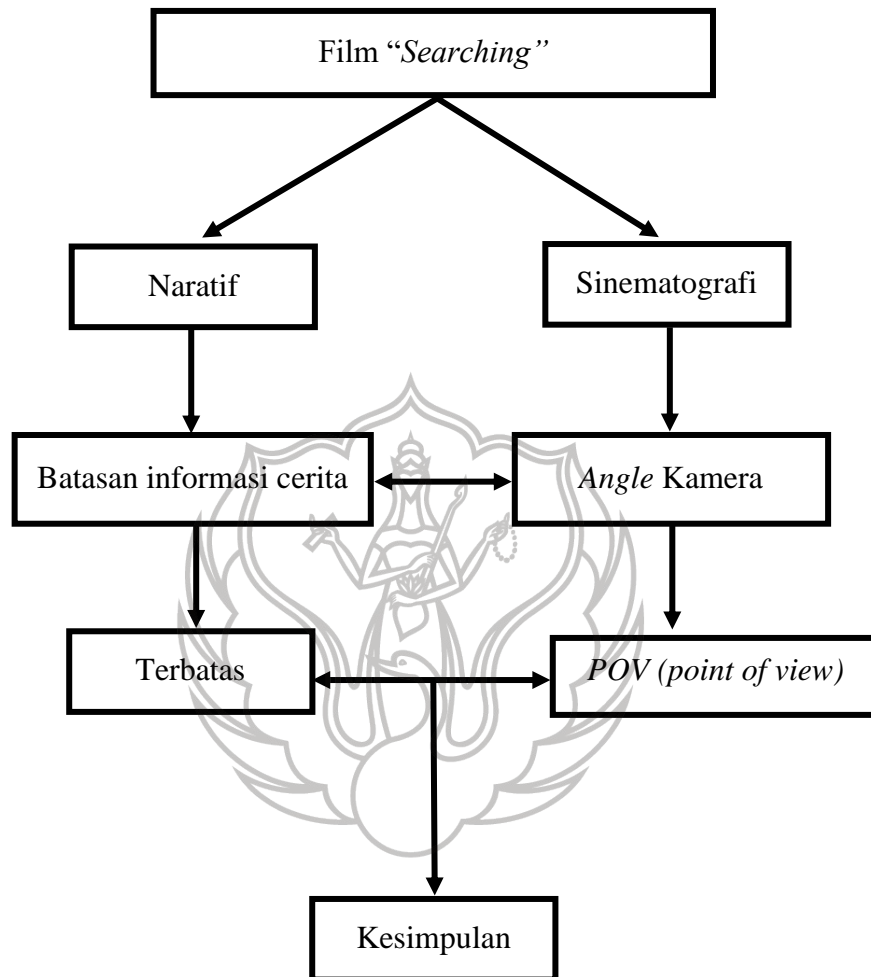 Film “Searching”
Naratif
Sinematografi
Batasan informasi cerita
Angle Kamera
Terbatas
POV (point of view)
Kesimpulan